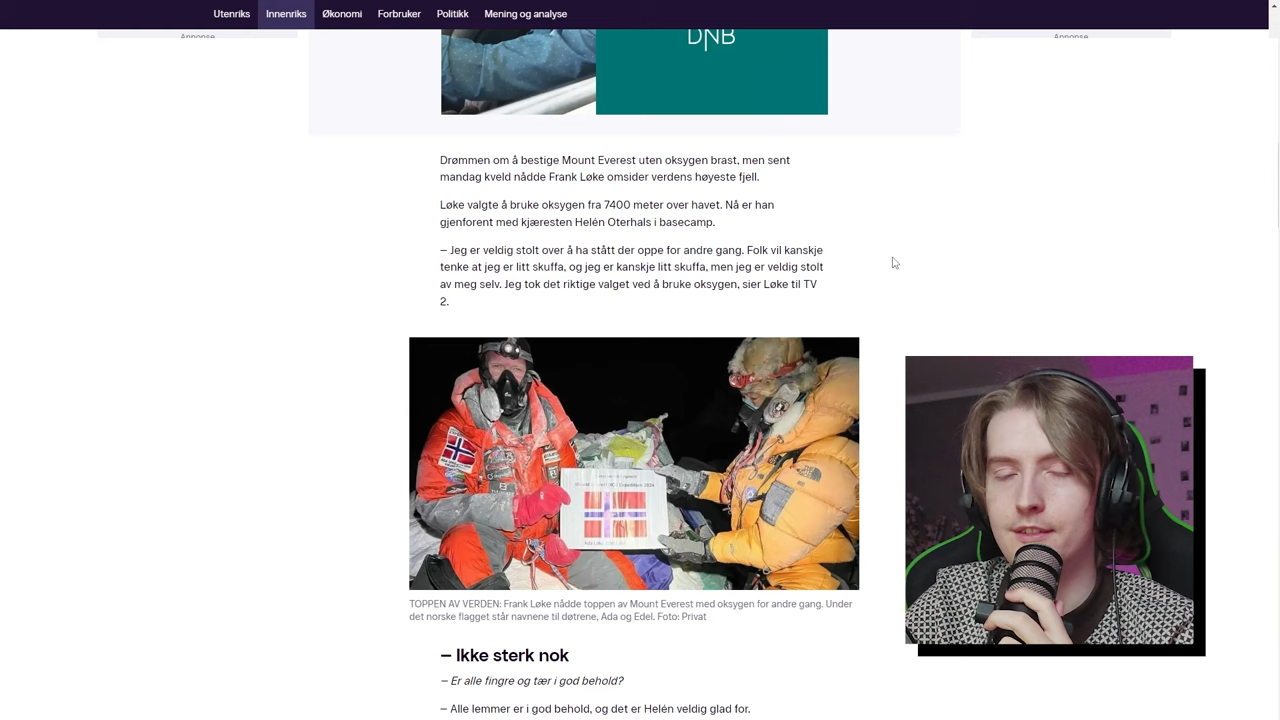 Utenriks Innenriks Økonomi Forbruker Politikk Mening og analyse
Annonse
Annonse
DNB
Drømmen om å bestige Mount Everest uten oksygen brast, men sent
mandag kveld nådde Frank Løke omsider verdens høyeste fjell.
Løke valgte å bruke oksygen fra 7400 meter over havet. Nå er han
gjenforent med kjæresten Helén Oterhals i basecamp.
– Jeg er veldig stolt over å ha stått der oppe for andre gang. Folk vil kanskje
tenke at jeg er litt skuffa, og jeg er kanskje litt skuffa, men jeg er veldig stolt
av meg selv. Jeg tok det riktige valget ved å bruke oksygen, sier Løke til TV
2.
TOPPEN AV VERDEN: Frank Løke nådde toppen av Mount Everest med oksygen for andre gang. Under
det norske flagget står navnene til døtrene, Ada og Edel. Foto: Privat
– Ikke sterk nok
– Er alle fingre og tær i god behold?
– Alle lemmer er i god behold, og det er Helén veldig glad for.